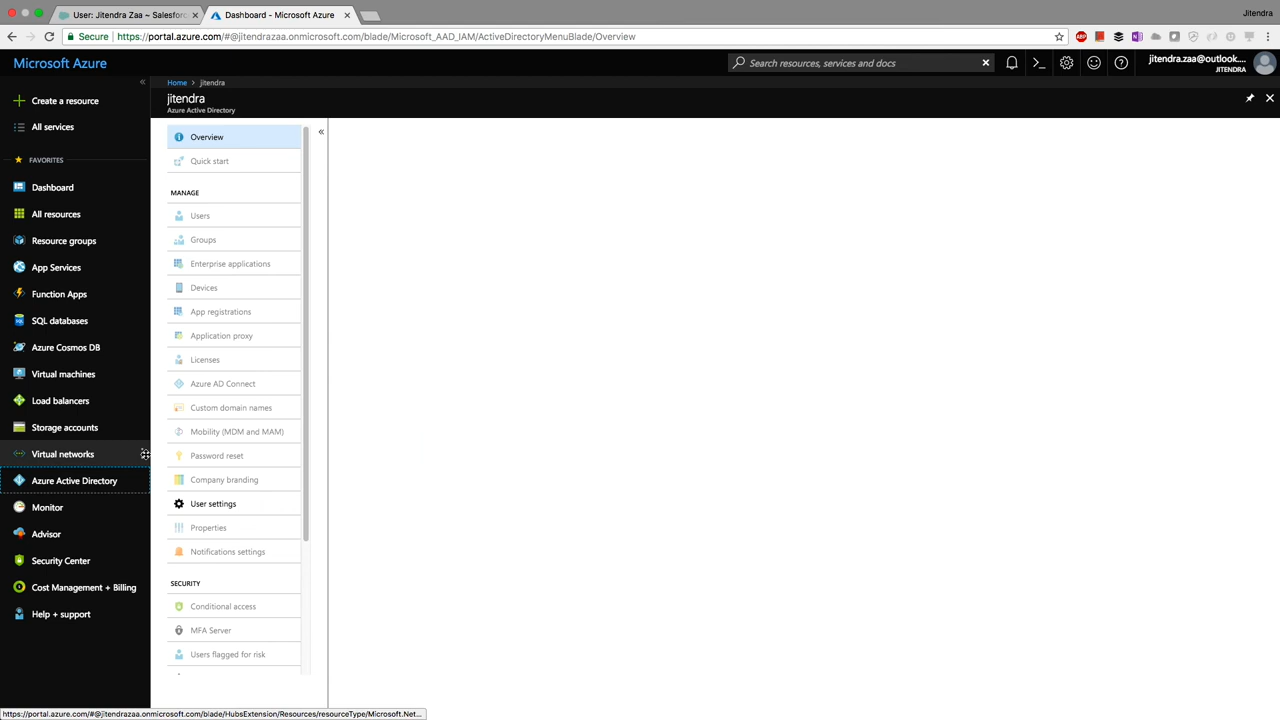 User: Jitendra Zaa ~ Salesforc
Dashboard - Microsoft Azure
Jitendra
Secure
https://portal.azure.com/#@jitendrazaa.onmicrosoft.com/blade/Microsoft_AAD_IAM/ActiveDirectoryMenuBlade/Overview
ABP
Microsoft Azure
Search resources, services and docs
jitendra.zaa@outlook....
JITENDRA
Create a resource
All services
FAVORITES
Dashboard
All resources
Resource groups
App Services
Function Apps
SQL databases
Azure Cosmos DB
Virtual machines
Load balancers
Storage accounts
Virtual networks
Azure Active Directory
Monitor
Advisor
Security Center
Cost Management + Billing
Help + support
Home > jitendra
jitendra
Azure Active Directory
Overview
Quick start
MANAGE
Users
Groups
Enterprise applications
Devices
App registrations
Application proxy
Licenses
Azure AD Connect
Custom domain names
Mobility (MDM and MAM)
Password reset
Company branding
User settings
Properties
Notifications settings
SECURITY
Conditional access
MFA Server
Users flagged for risk
https://portal.azure.com/#@jitendrazaa.onmicrosoft.com/blade/HubsExtension/Resources/resourceType/Microsoft.Net...